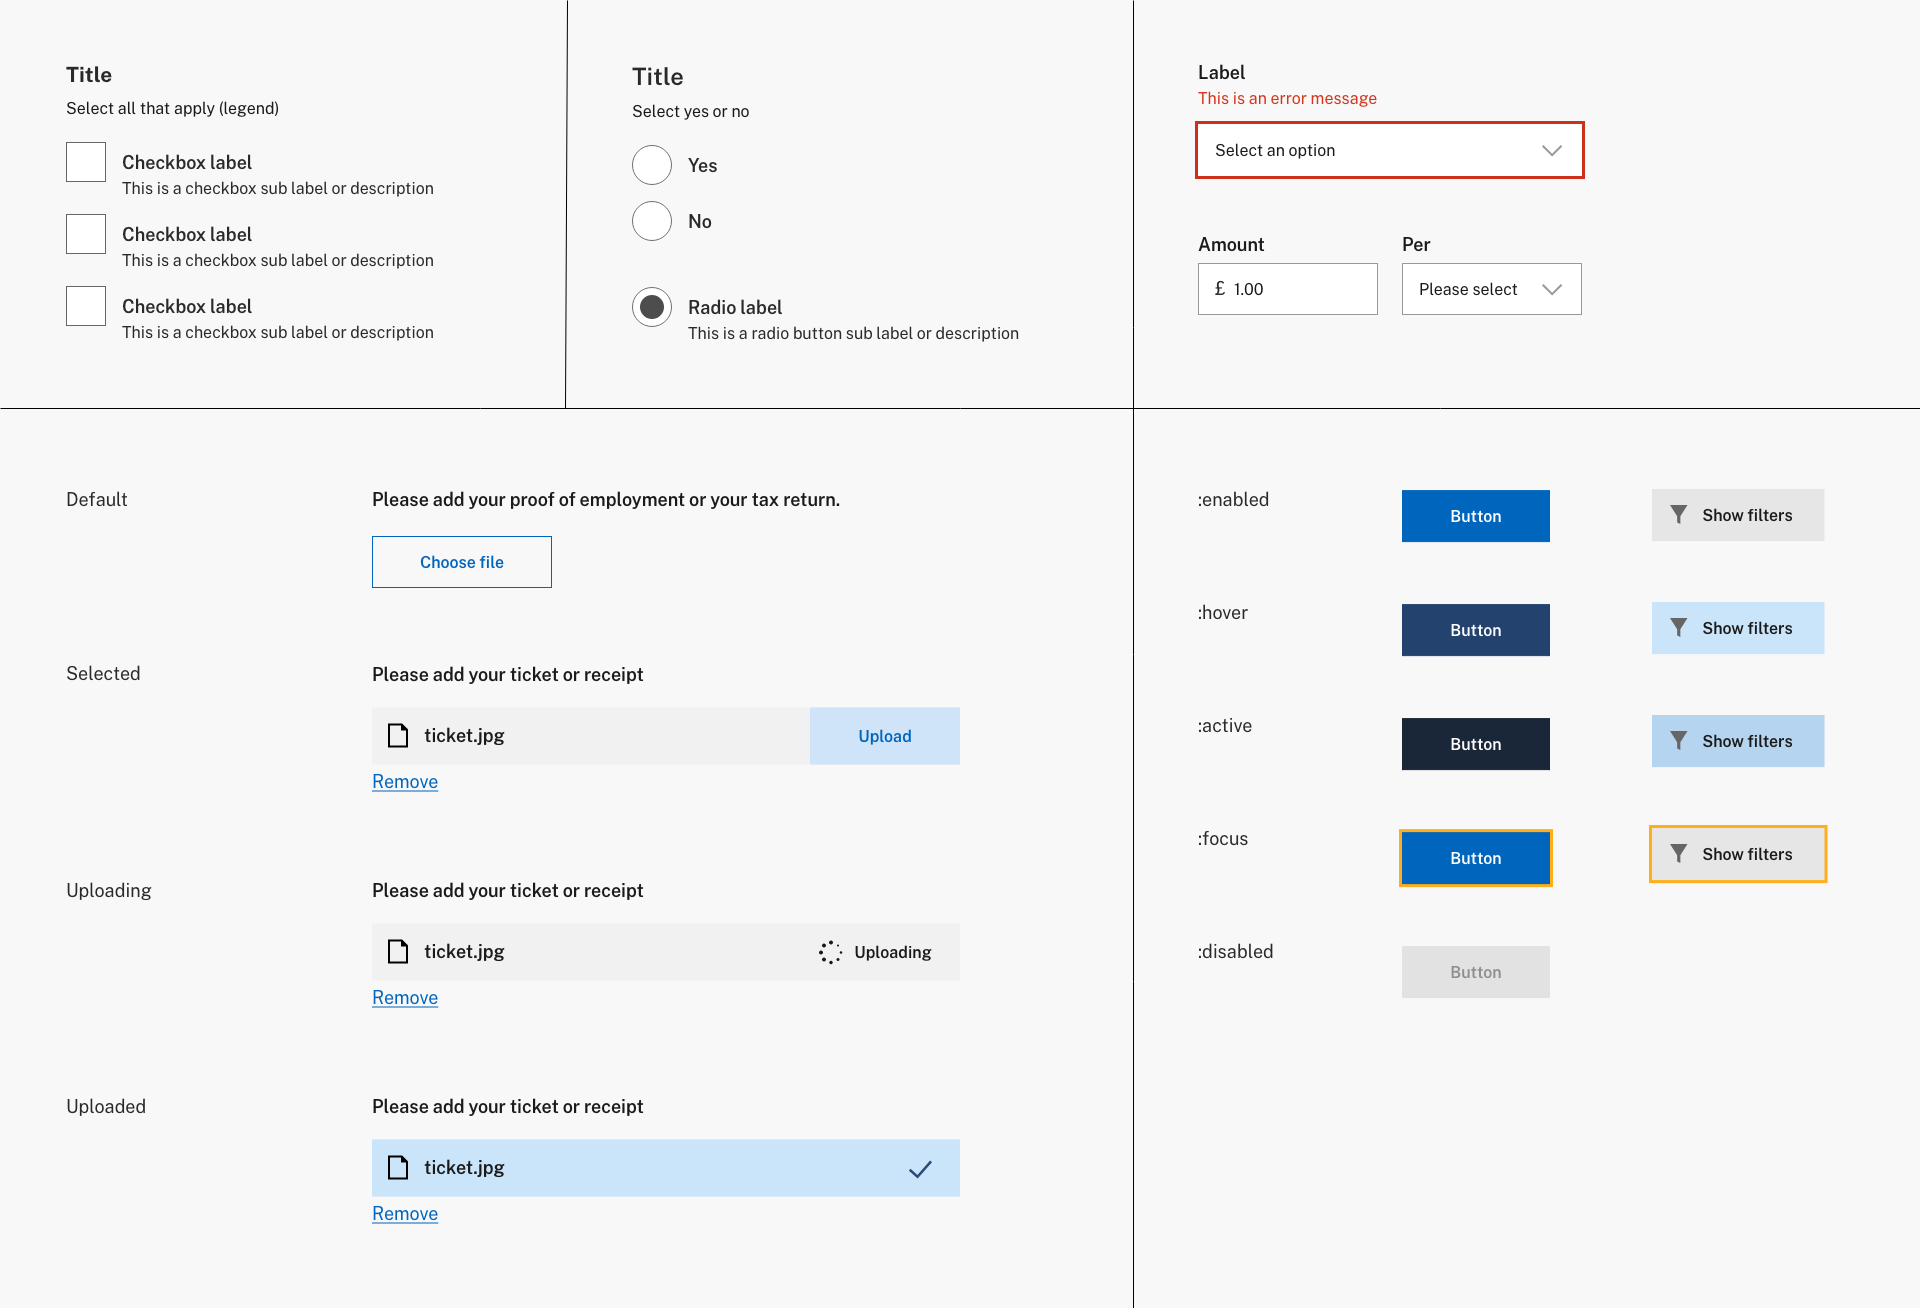 Title
Select all that apply (legend)
Checkbox label
This is a checkbox sub label or description
Checkbox label
This is a checkbox sub label or description
Checkbox label
This is a checkbox sub label or description
Title
Select yes or no
Yes
No
Radio label
This is a radio button sub label or description
Label
This is an error message
Select an option
Amount
Per
£ 1.00
Please select
Default
Please add your proof of employment or your tax return.
Choose file
Selected
Please add your ticket or receipt
ticket.jpg
Upload
Remove
Uploading
Please add your ticket or receipt
ticket.jpg
Uploading
Remove
Uploaded
Please add your ticket or receipt
ticket.jpg
Remove
:enabled
Button
Show filters
:hover
Button
Show filters
:active
Button
Show filters
:focus
Button
Show filters
:disabled
Button